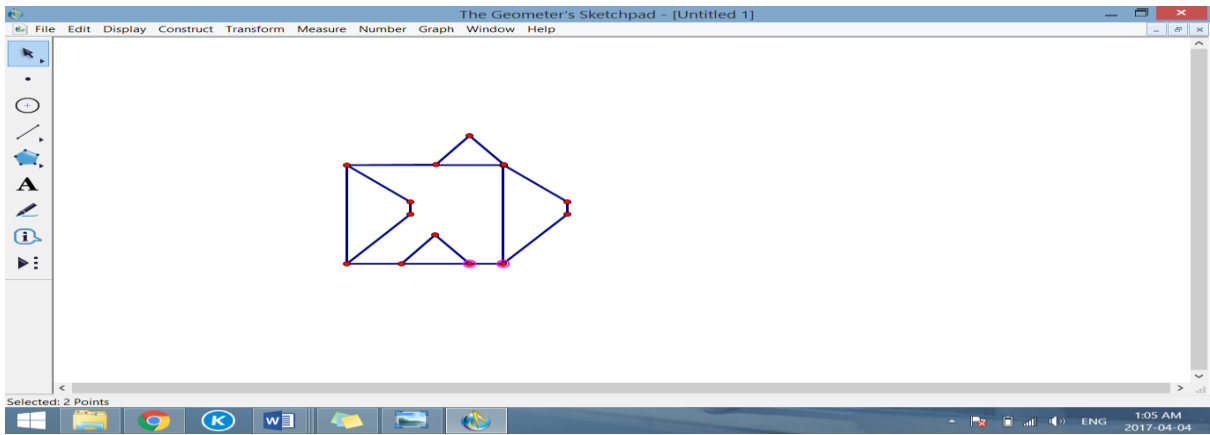 The Geometer's Sketchpad - [Untitled 1]
File Edit Display Construct Transform Measure Number Graph Window Help
A
i
Selected: 2 Points
K
W
ENG
1:05 AM
2017-04-04